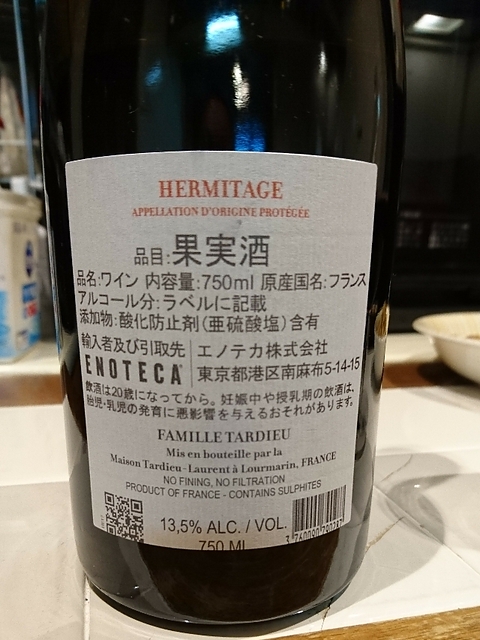 HERMITAGE
APPELLATION D'ORIGINE PROTÉGÉE
品目:果実酒
品名:ワイン 内容量:750ml 原産国名:フランス
アルコール分:ラベルに記載
添加物:酸化防止剤(亜硫酸塩)含有
輸入者及び引取先 エノテカ株式会社
ENOTECA 東京都港区南麻布5-14-15
飲酒は20歳になってから。妊娠中や授乳期の飲酒は、
胎児・乳児の発育に悪影響を与えるおそれがあります。
FAMILLE TARDIEU
Mis en bouteille par la
Maison Tardieu-Laurent à Lourmarin, FRANCE
NO FINING, NO FILTRATION
PRODUCT OF FRANCE - CONTAINS SULPHITES
13,5% ALC. / VOL.
750 ML